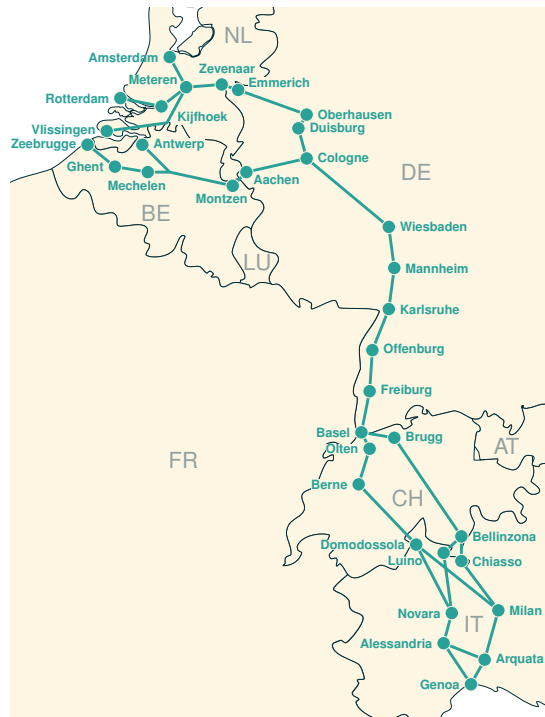 NL
Amsterdam
Zevenaar
Meteren
Emmerich
Rotterdam
Kijfhoek
Oberhausen
Duisburg
Vlissingen
Zeebrugge
Antwerp
Cologne
Ghent
Aachen
DE
Mechelen
Montzen
BE
Wiesbaden
LU
Mannheim
Karlsruhe
Offenburg
Freiburg
Basel
Brugg
AT
Olten
FR
Berne
CH
Bellinzona
Domodossola
Luino
Chiasso
Novara
Milan
IT
Alessandria
Arquata
Genoa